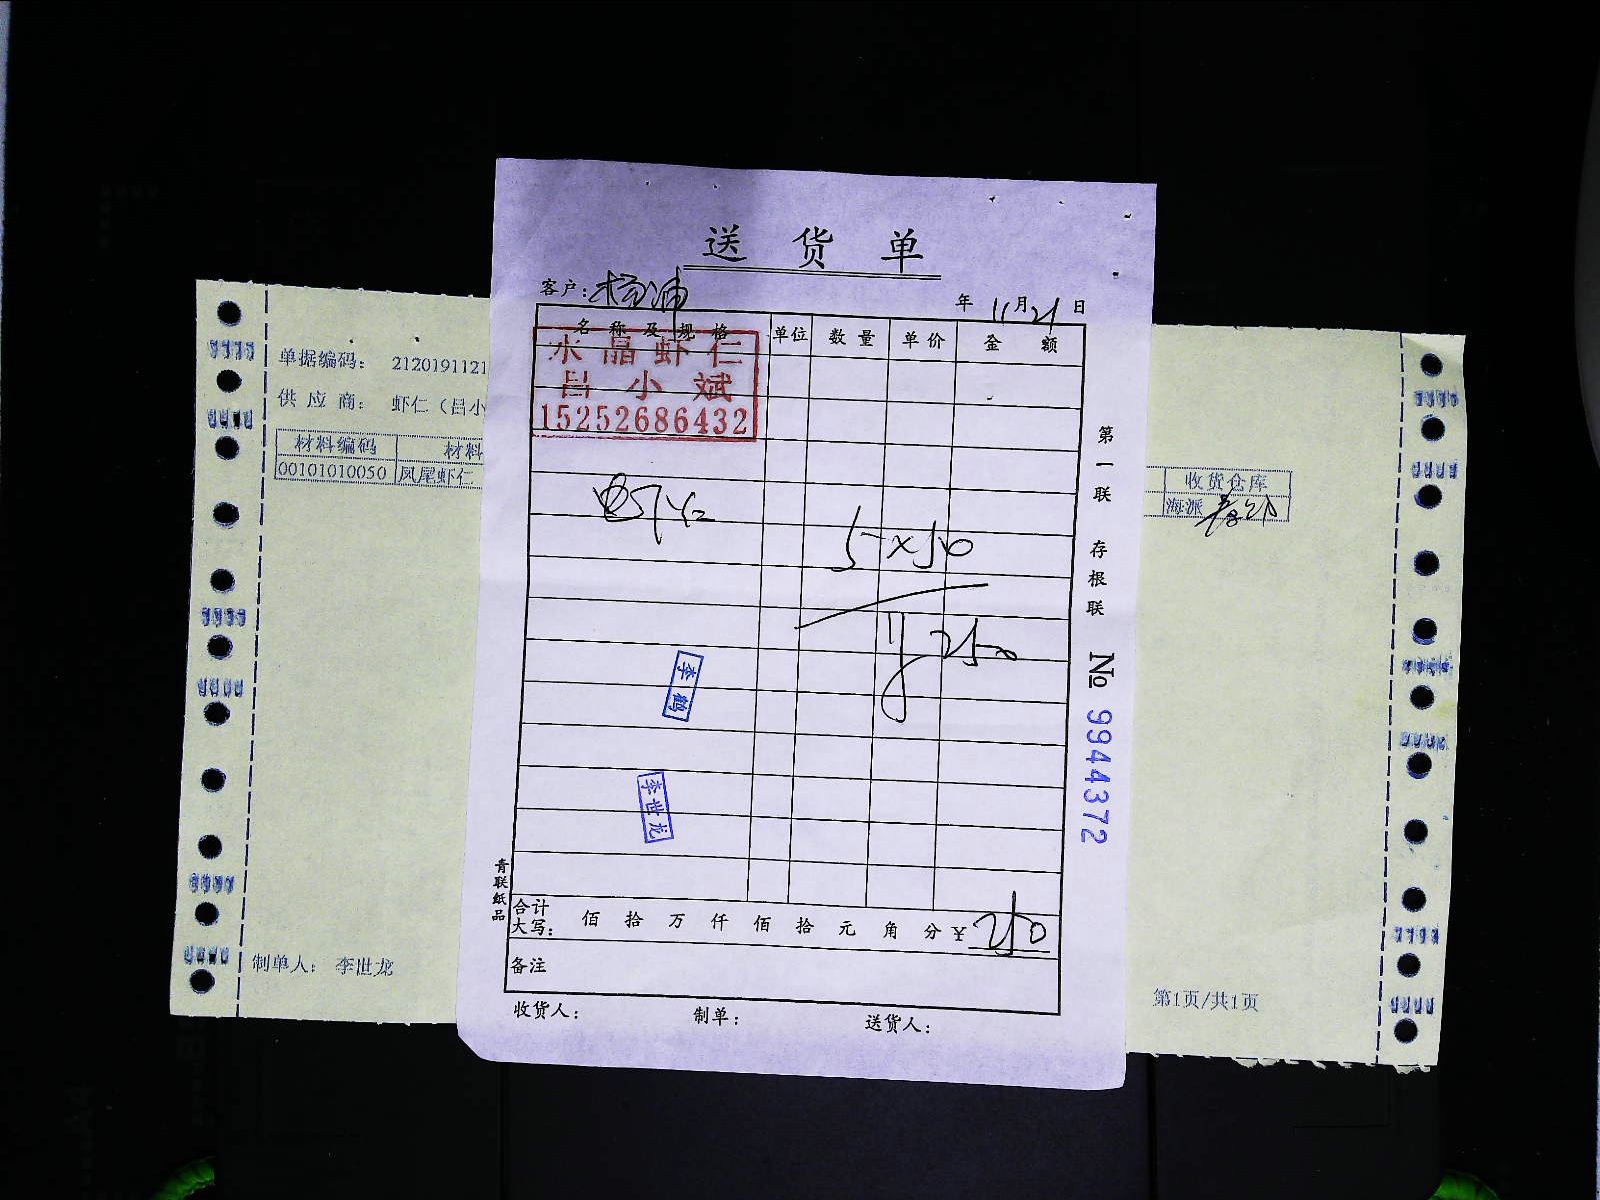 送货单
客户：杨浦
年 11月21日
名称及规格 单位 数量 单价 金额
水晶虾仁
吕小斌
15252686432
虾仁
5×50
250
李鹤
李世龙
合计
大写： 佰 拾 万 仟 佰 拾 元 角 分 ¥250
备注
收货人： 制单： 送货人：
青联纸品
第一联 存根联 № 9944372
单据编码： 2120191121
供应商： 虾仁（吕小
材料编码 材料
00101010050 凤尾虾仁
制单人： 李世龙
收货仓库
海派
第1页/共1页